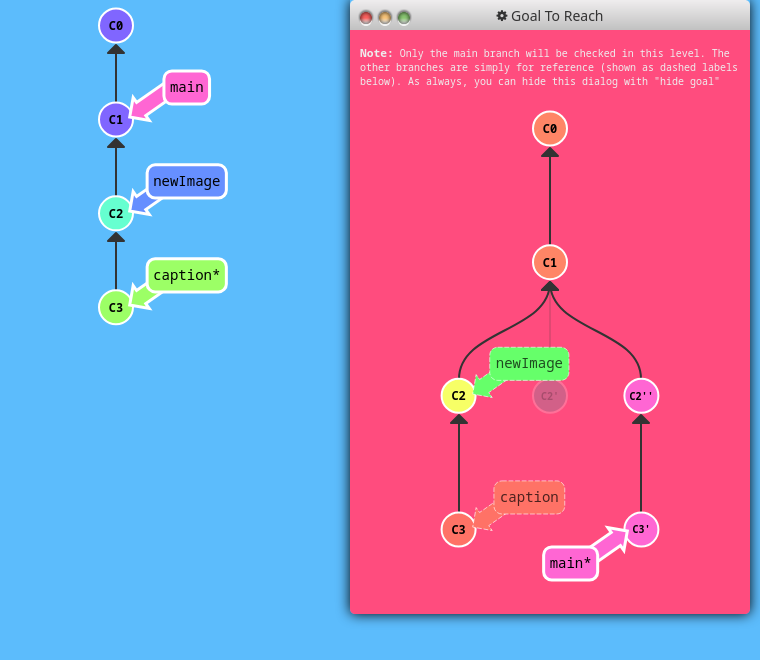 C0
main
C1
newImage
C2
caption*
C3
Goal To Reach
Note: Only the main branch will be checked in this level. The
other branches are simply for reference (shown as dashed labels
below). As always, you can hide this dialog with "hide goal"
C0
C1
newImage
C2
C2'
C2''
caption
C3
C3'
main*